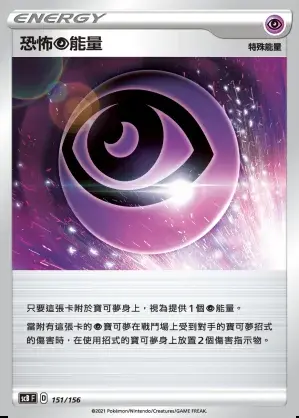 ENERGY
恐怖能量
特殊能量
只要這張卡附於寶可夢身上，視為提供1個能量。
當附有這張卡的寶可夢在戰鬥場上受到對手的寶可夢招式
的傷害時，在使用招式的寶可夢身上放置2個傷害指示物。
sc3 F D 151/156
©2021 Pokémon/Nintendo/Creatures/GAME FREAK.